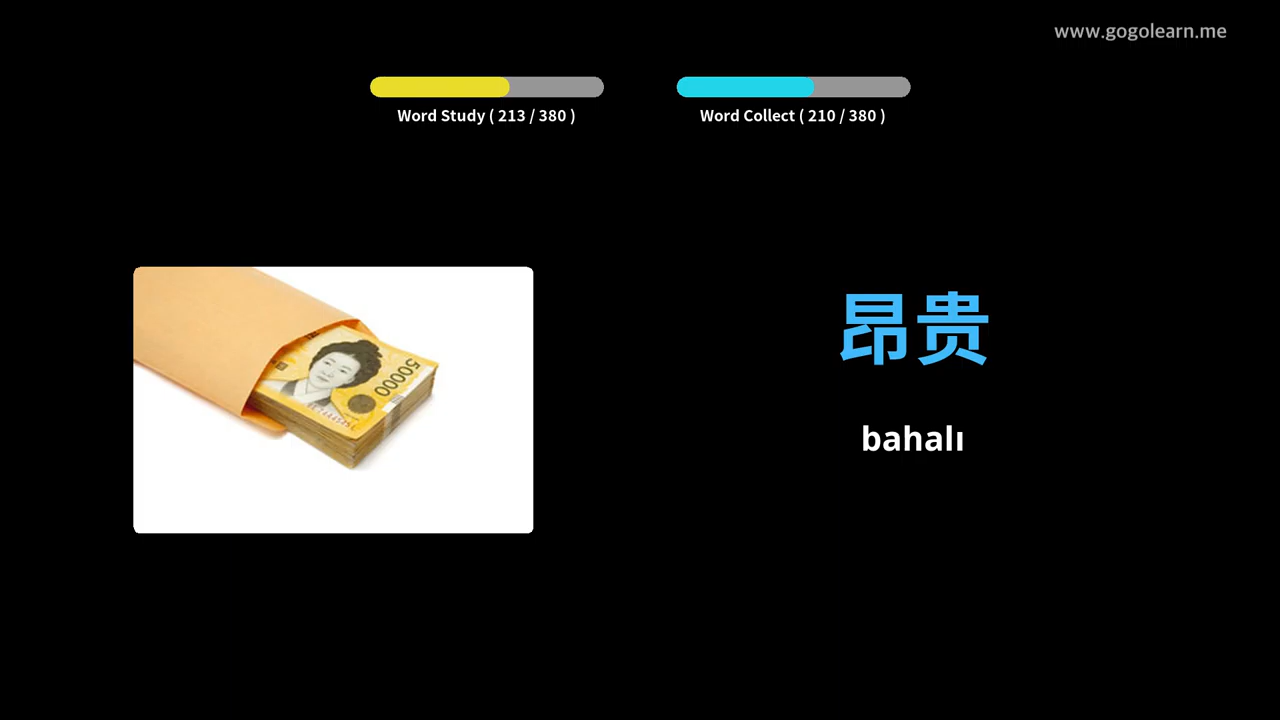 www.gogolearn.me
Word Study ( 213 / 380 )
Word Collect ( 210 / 380 )
50000
昂贵
bahalı